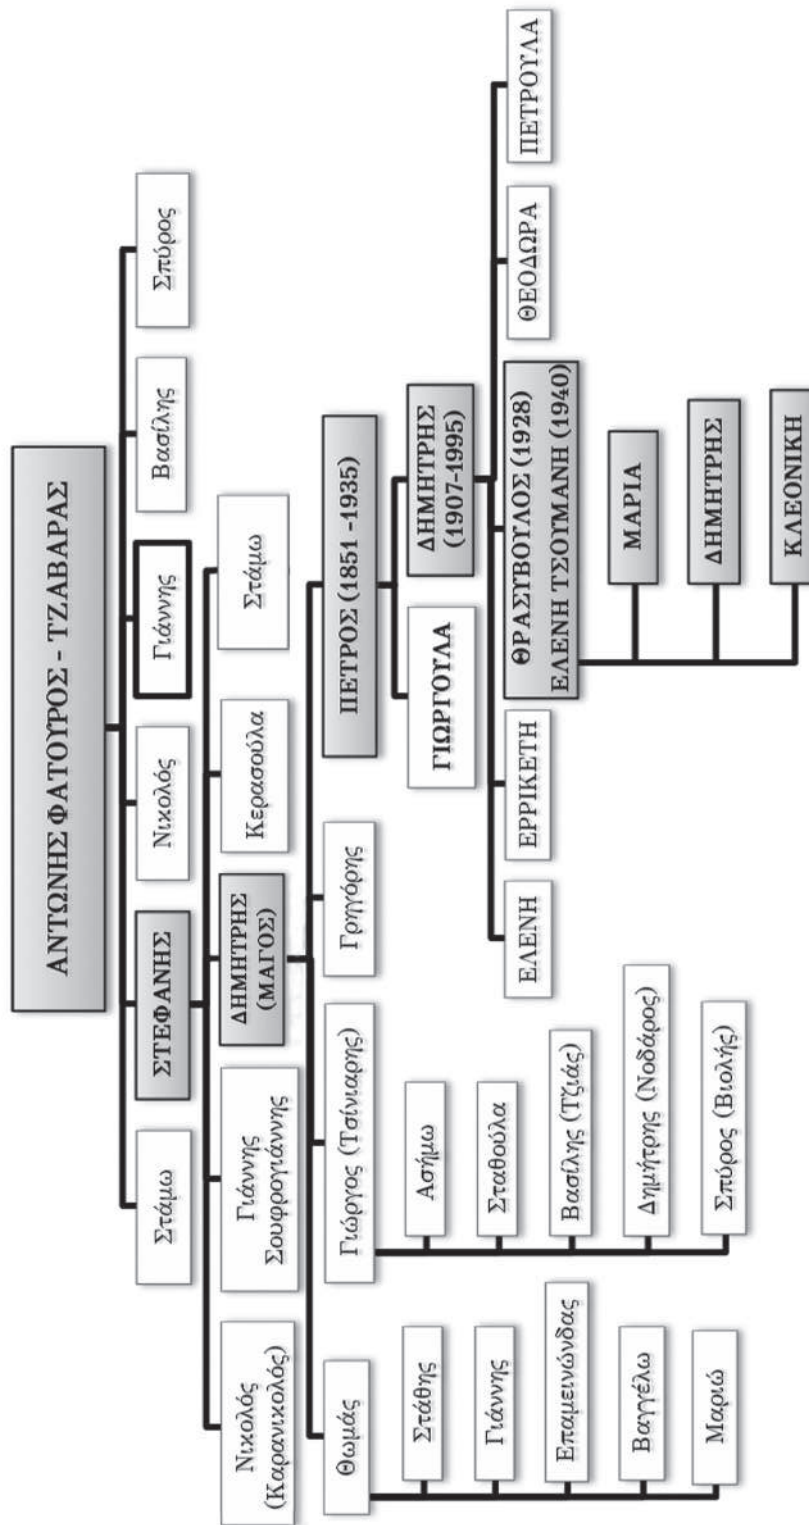 ΑΝΤΩΝΗΣ ΦΑΤΟΥΡΟΣ - ΤΖΑΒΑΡΑΣ
Στάμω
ΣΤΕΦΑΝΗΣ
Νικολός
Γιάννης
Βασίλης
Σπύρος
Νικολός
(Καρανικολός)
Γιάννης
Σουφρογιάννης
ΔΗΜΗΤΡΗΣ
(ΜΑΓΟΣ)
Κερασούλα
Στάμω
Θωμάς
Γιώργος (Τσίνιαρης)
Γρηγόρης
ΠΕΤΡΟΣ (1851 -1935)
Στάθης
Γιάννης
Επαμεινώνδας
Βαγγέλω
Μαριώ
Ασήμω
Σταθούλα
Βασίλης (Τζιάς)
Δημήτρης (Νοδάρος)
Σπύρος (Βιολής)
ΓΙΩΡΓΟΥΛΑ
ΔΗΜΗΤΡΗΣ
(1907-1995)
ΕΛΕΝΗ
ΕΡΡΙΚΕΤΗ
ΘΡΑΣΥΒΟΥΛΟΣ (1928)
ΕΛΕΝΗ ΤΣΟΥΜΑΝΗ (1940)
ΘΕΟΔΩΡΑ
ΠΕΤΡΟΥΛΑ
ΜΑΡΙΑ
ΔΗΜΗΤΡΗΣ
ΚΛΕΟΝΙΚΗ